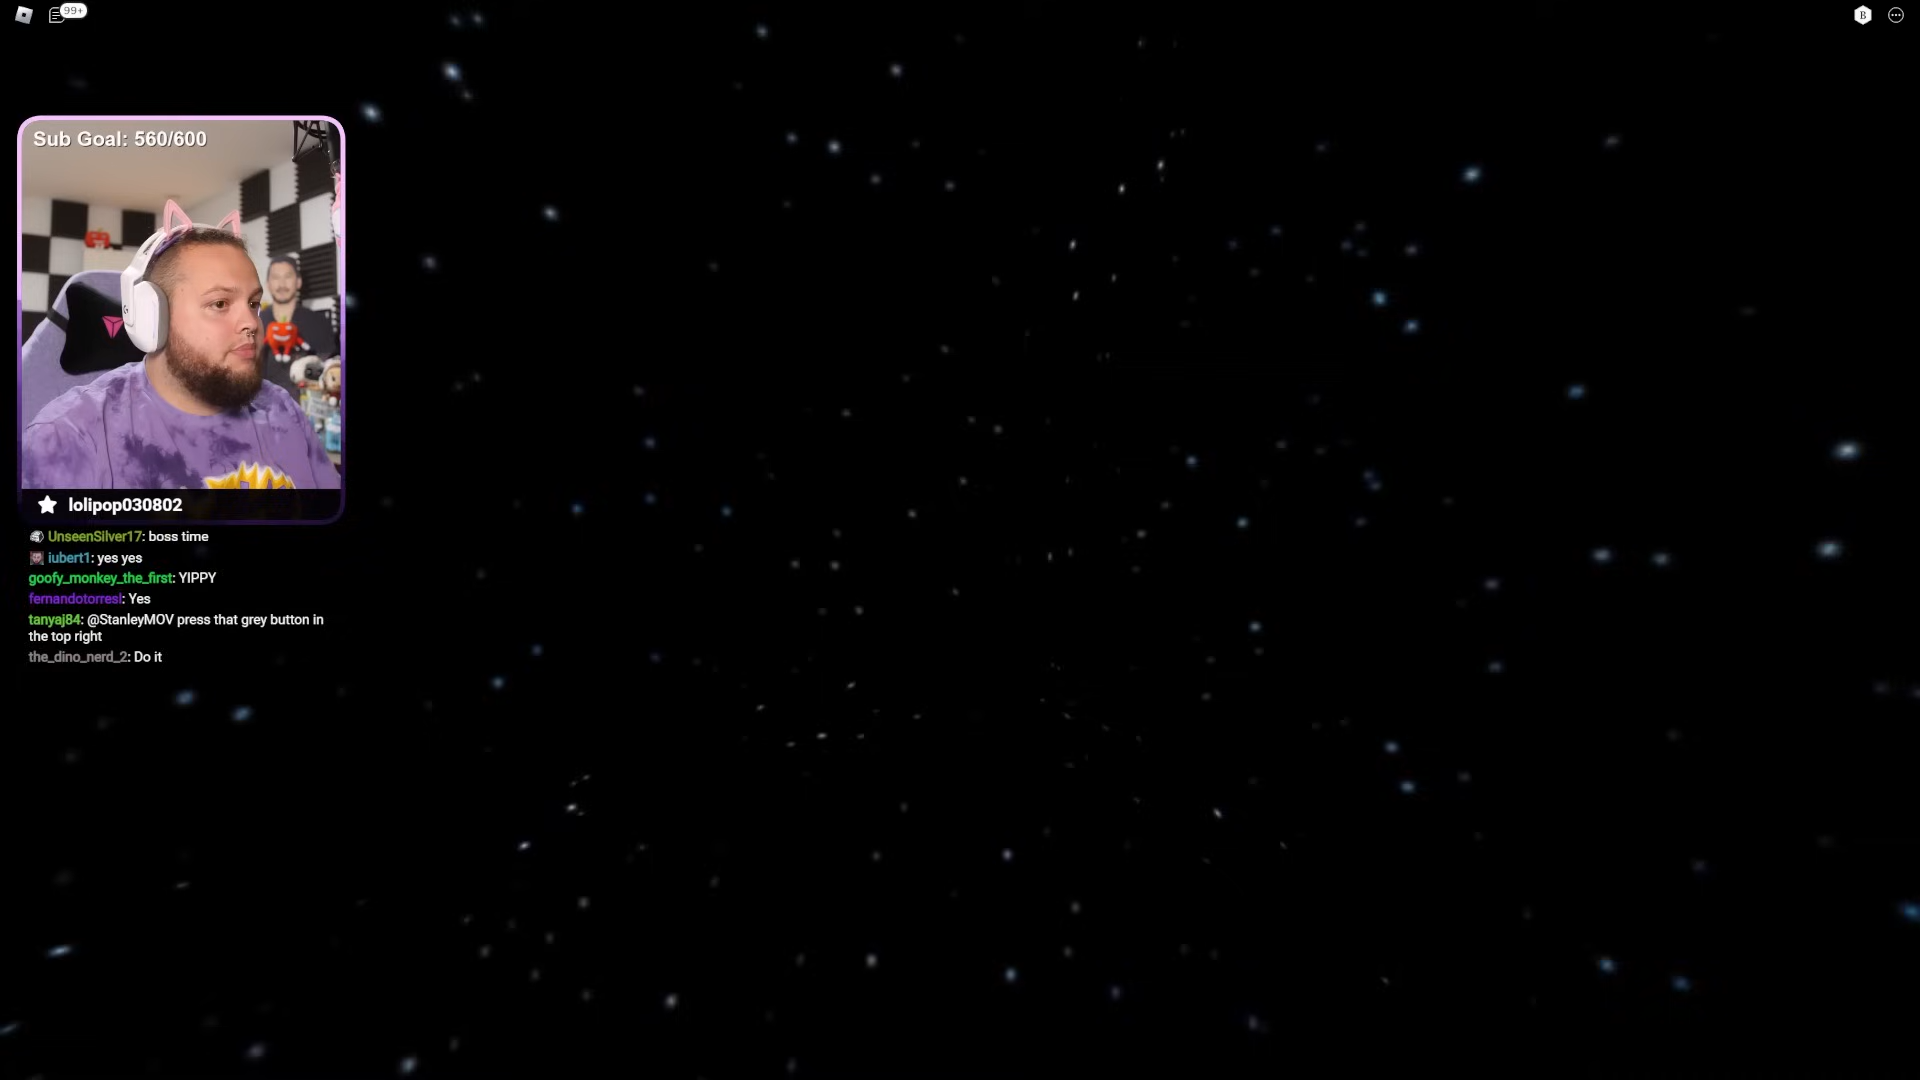 99+
B
Sub Goal: 560/600
lolipop030802
UnseenSilver17: boss time
iubert1: yes yes
goofy_monkey_the_first: YIPPY
fernandotorresl: Yes
tanyaj84: @StanleyMOV press that grey button in
the top right
the_dino_nerd_2: Do it